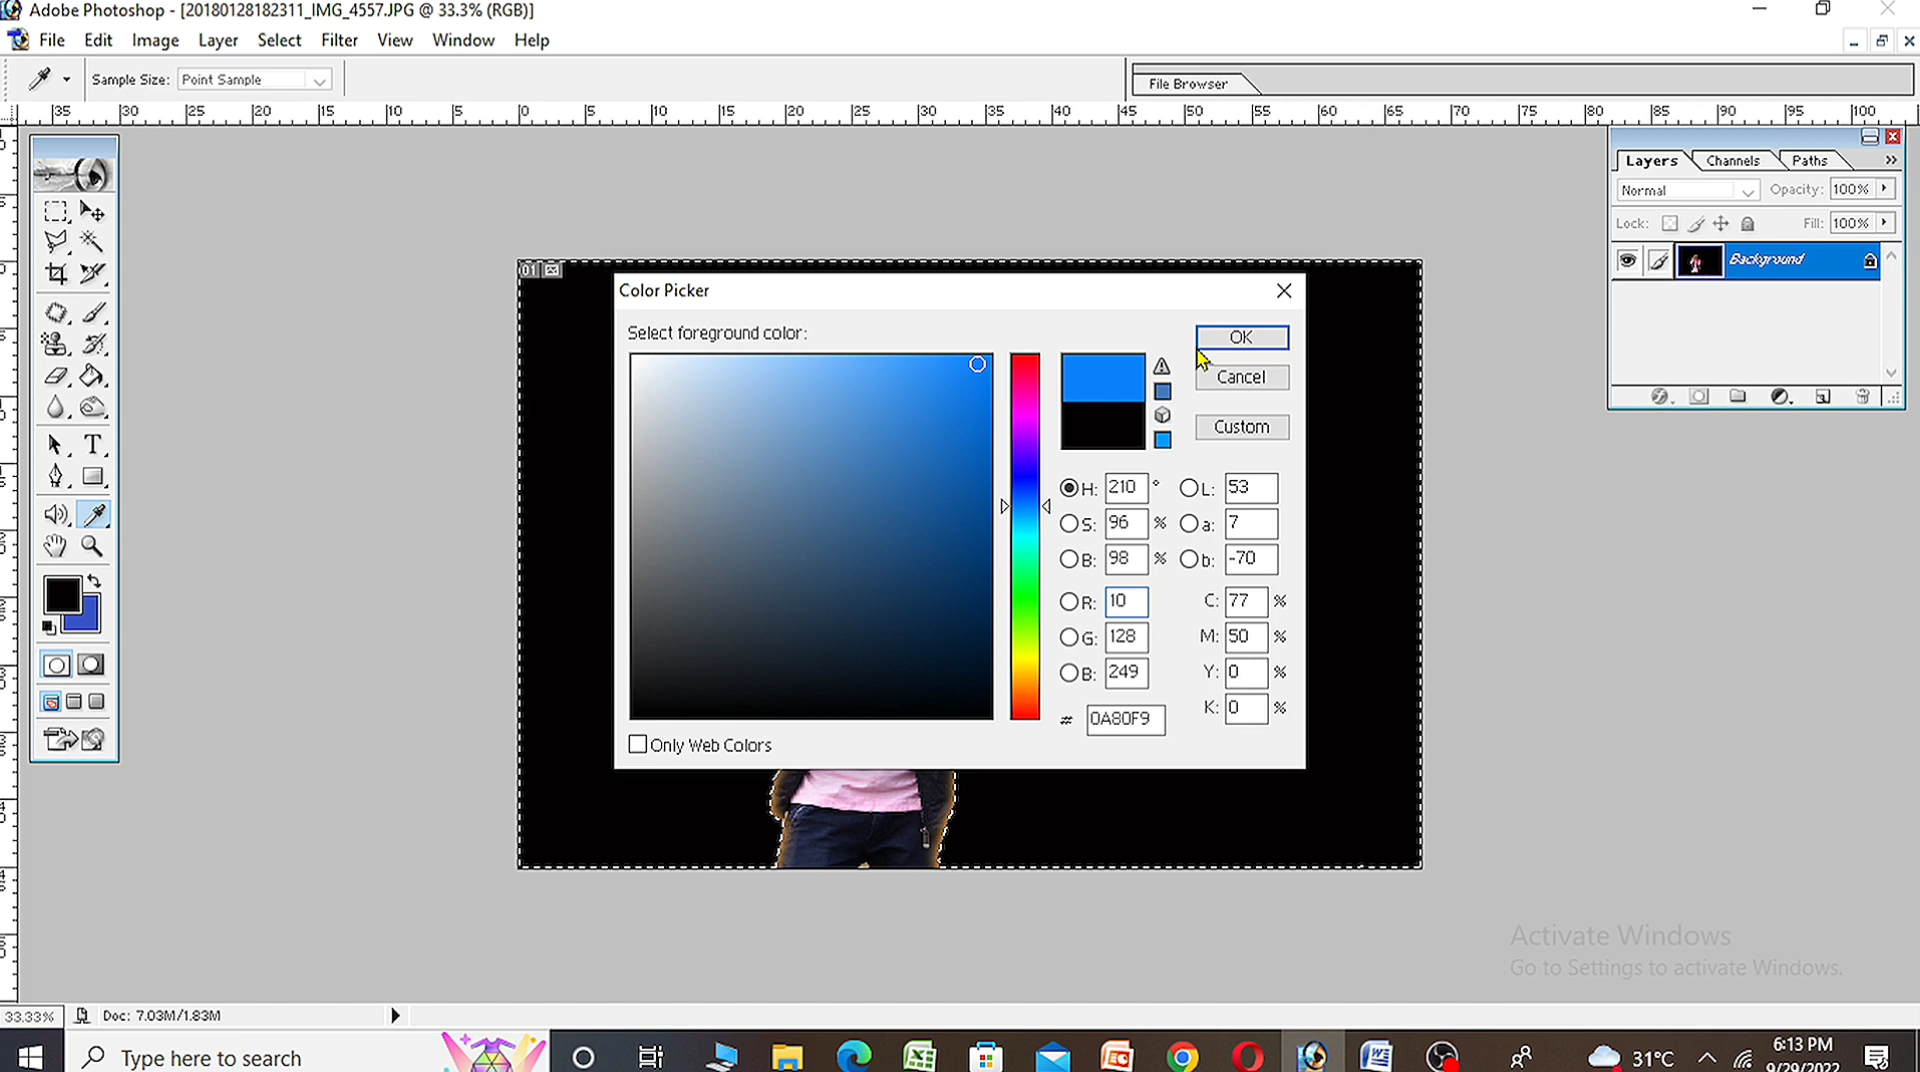 Adobe Photoshop - [20180128182311_IMG_4557.JPG @ 33.3% (RGB)]
File Edit Image Layer Select Filter View Window Help
Sample Size: Point Sample
File Browser
35 30 25 20 15 10 5 0 5 10 15 20 25 30 35 40 45 50 55 60 65 70 75 80 85 90 95 100
Layers Channels Paths
Normal Opacity: 100%
Lock: Fill: 100%
Background
01
Color Picker
Select foreground color:
OK
Cancel
Custom
H: 210 ° L: 53
S: 96 % a: 7
B: 98 % b: -70
R: 10 C: 77 %
G: 128 M: 50 %
B: 249 Y: 0 %
# 0A80F9 K: 0 %
Only Web Colors
Activate Windows
Go to Settings to activate Windows.
33.33% Doc: 7.03M/1.83M
Type here to search
31°C
6:13 PM
9/29/2022